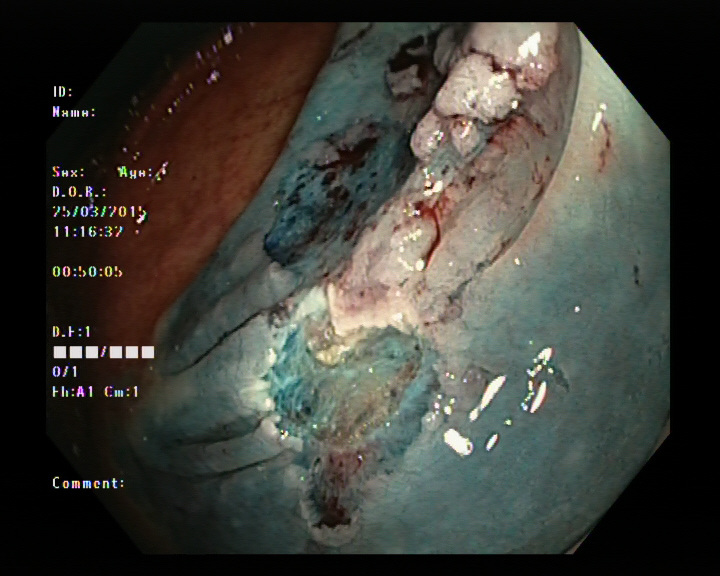 ID:
Name:
Sex: Age:
D.O.B.:
25/03/2015
11:16:32
00:50:05
D.F:1
■■■/■■■
0/1
Eh:A1 Cm:1
Comment: